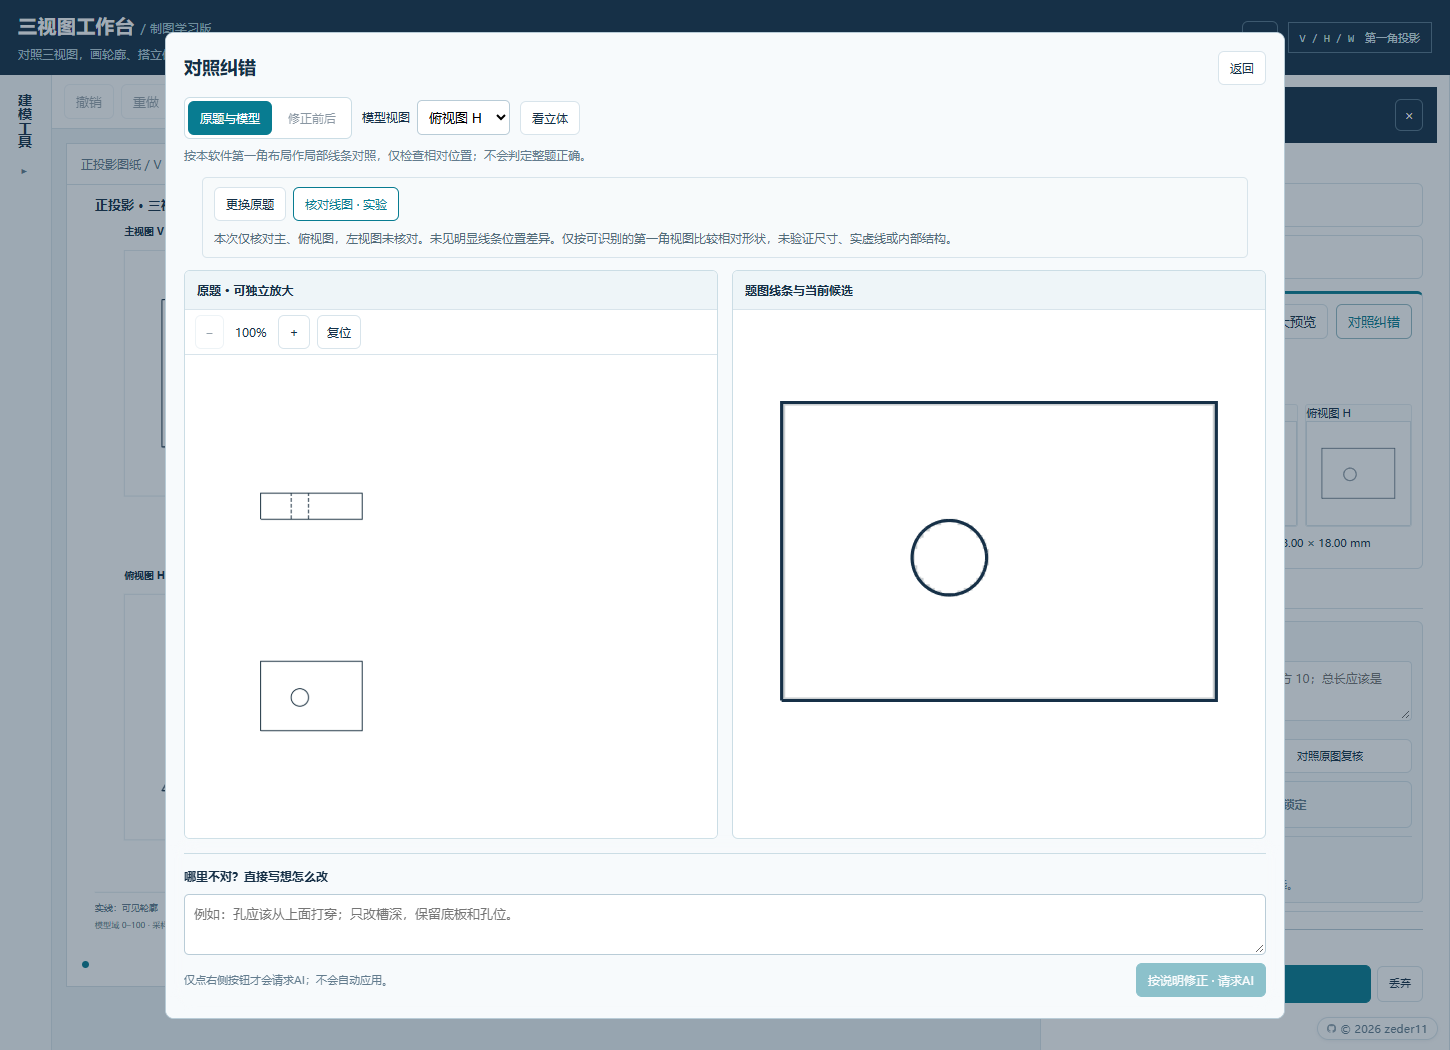 三视图工作台 / 制图学习版
对照三视图，画轮廓、搭立
V / H / W 第一角投影
建模工具
▸
撤销
重做
×
正投影图纸 / V
正投影 • 三
主视图 V
俯视图 H
4
实线：可见轮廓
模型域 0–100 · 采
对照纠错
返回
原题与模型
修正前后
模型视图
俯视图 H
看立体
按本软件第一角布局作局部线条对照，仅检查相对位置；不会判定整题正确。
更换原题
核对线图 · 实验
本次仅核对主、俯视图，左视图未核对。未见明显线条位置差异。仅按可识别的第一角视图比较相对形状，未验证尺寸、实虚线或内部结构。
原题 • 可独立放大
−
100%
+
复位
题图线条与当前候选
哪里不对？直接写想怎么改
例如：孔应该从上面打穿；只改槽深，保留底板和孔位。
仅点右侧按钮才会请求AI；不会自动应用。
按说明修正 · 请求AI
预览
对照纠错
俯视图 H
.00 × 18.00 mm
10；总长应该是
对照原图复核
锁定
丢弃
© 2026 zeder11